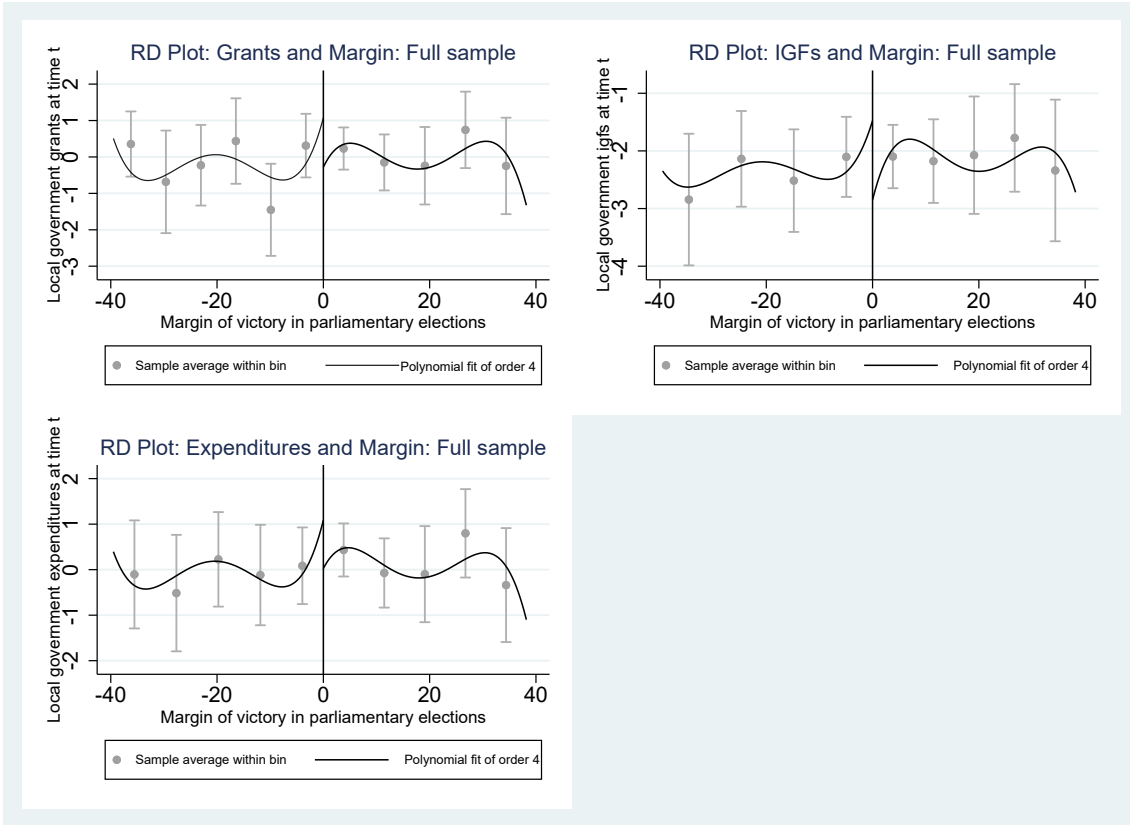 RD Plot: Grants and Margin: Full sample
Local government grants at time t
2
1
0
-1
-2
-3
-40 -20 0 20 40
Margin of victory in parliamentary elections
Sample average within bin Polynomial fit of order 4
RD Plot: IGFs and Margin: Full sample
Local government igfs at time t
-1
-2
-3
-4
-40 -20 0 20 40
Margin of victory in parliamentary elections
Sample average within bin Polynomial fit of order 4
RD Plot: Expenditures and Margin: Full sample
Local government expenditures at time t
2
1
0
-1
-2
-40 -20 0 20 40
Margin of victory in parliamentary elections
Sample average within bin Polynomial fit of order 4